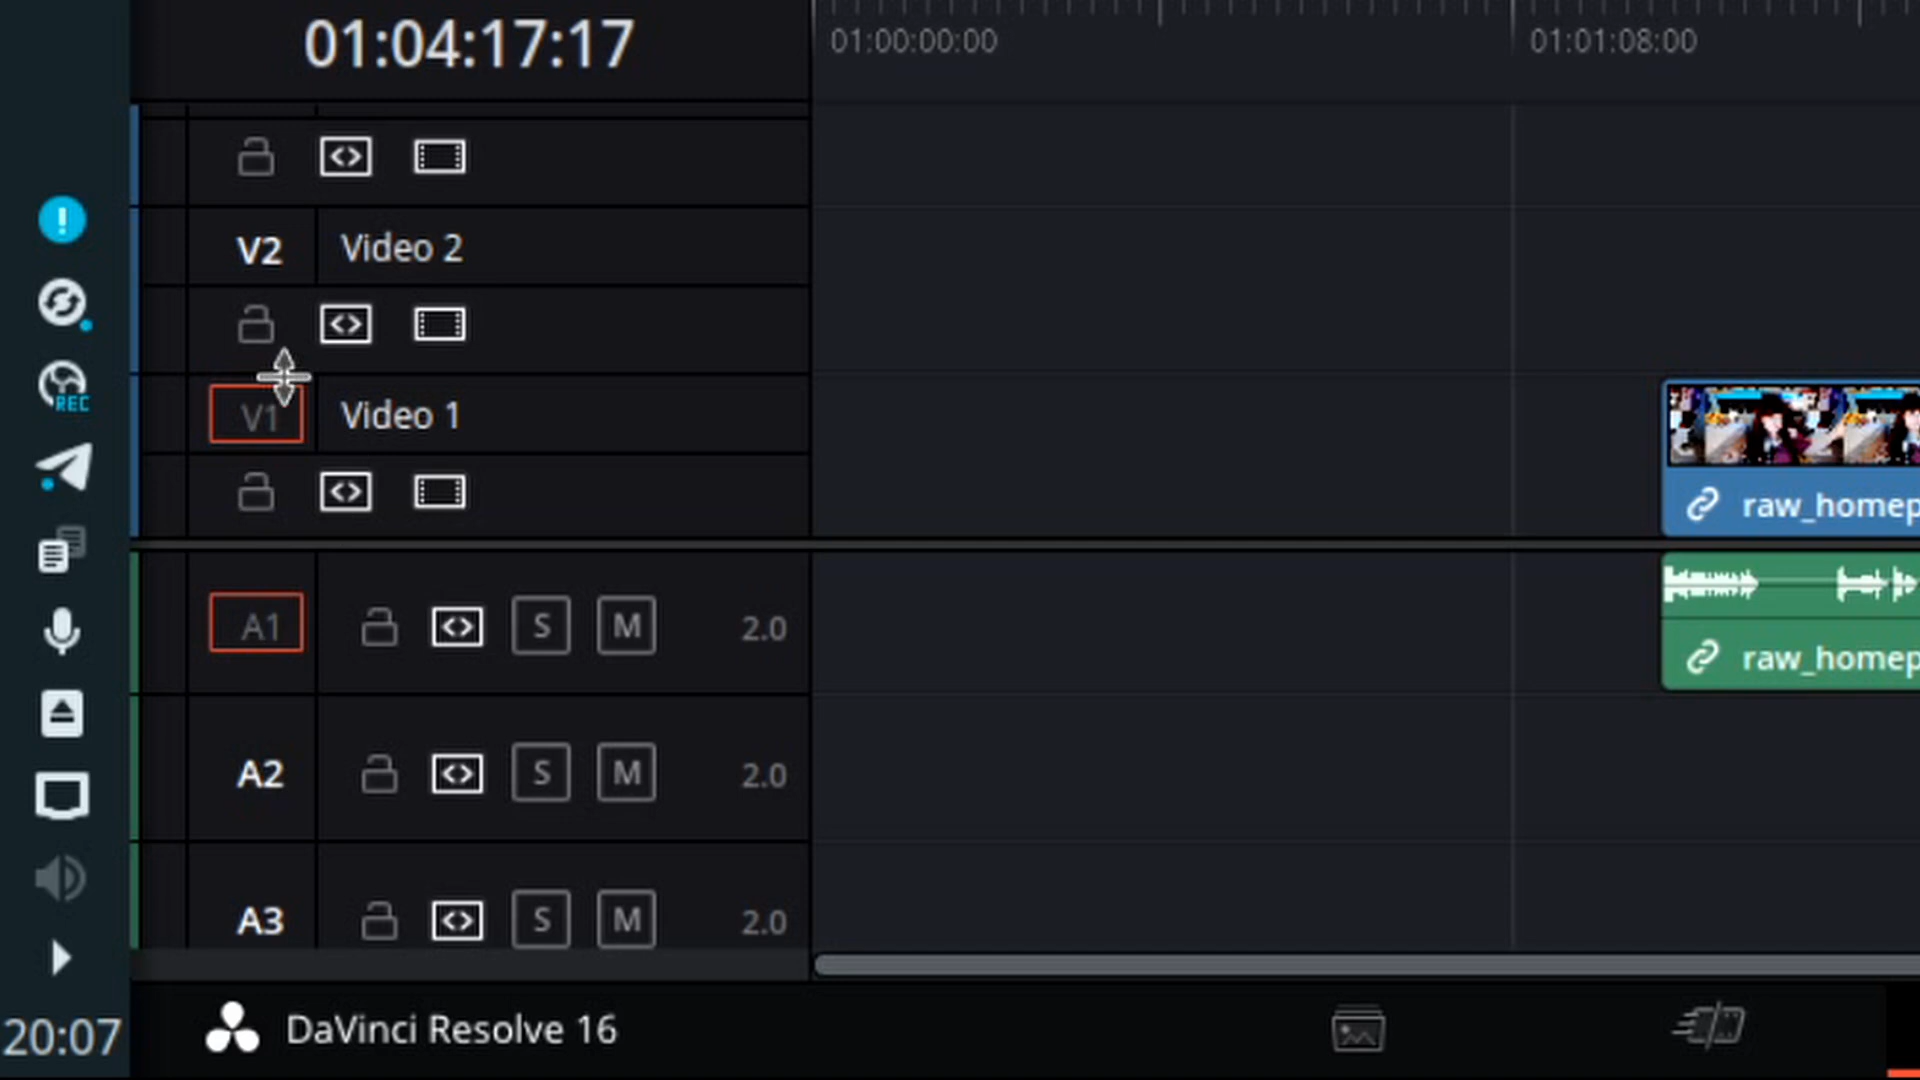 01:04:17:17
01:00:00:00
01:01:08:00
V2
Video 2
V1
Video 1
raw_homep
REC
A1
S
M
2.0
raw_homep
A2
S
M
2.0
A3
S
M
2.0
20:07
DaVinci Resolve 16